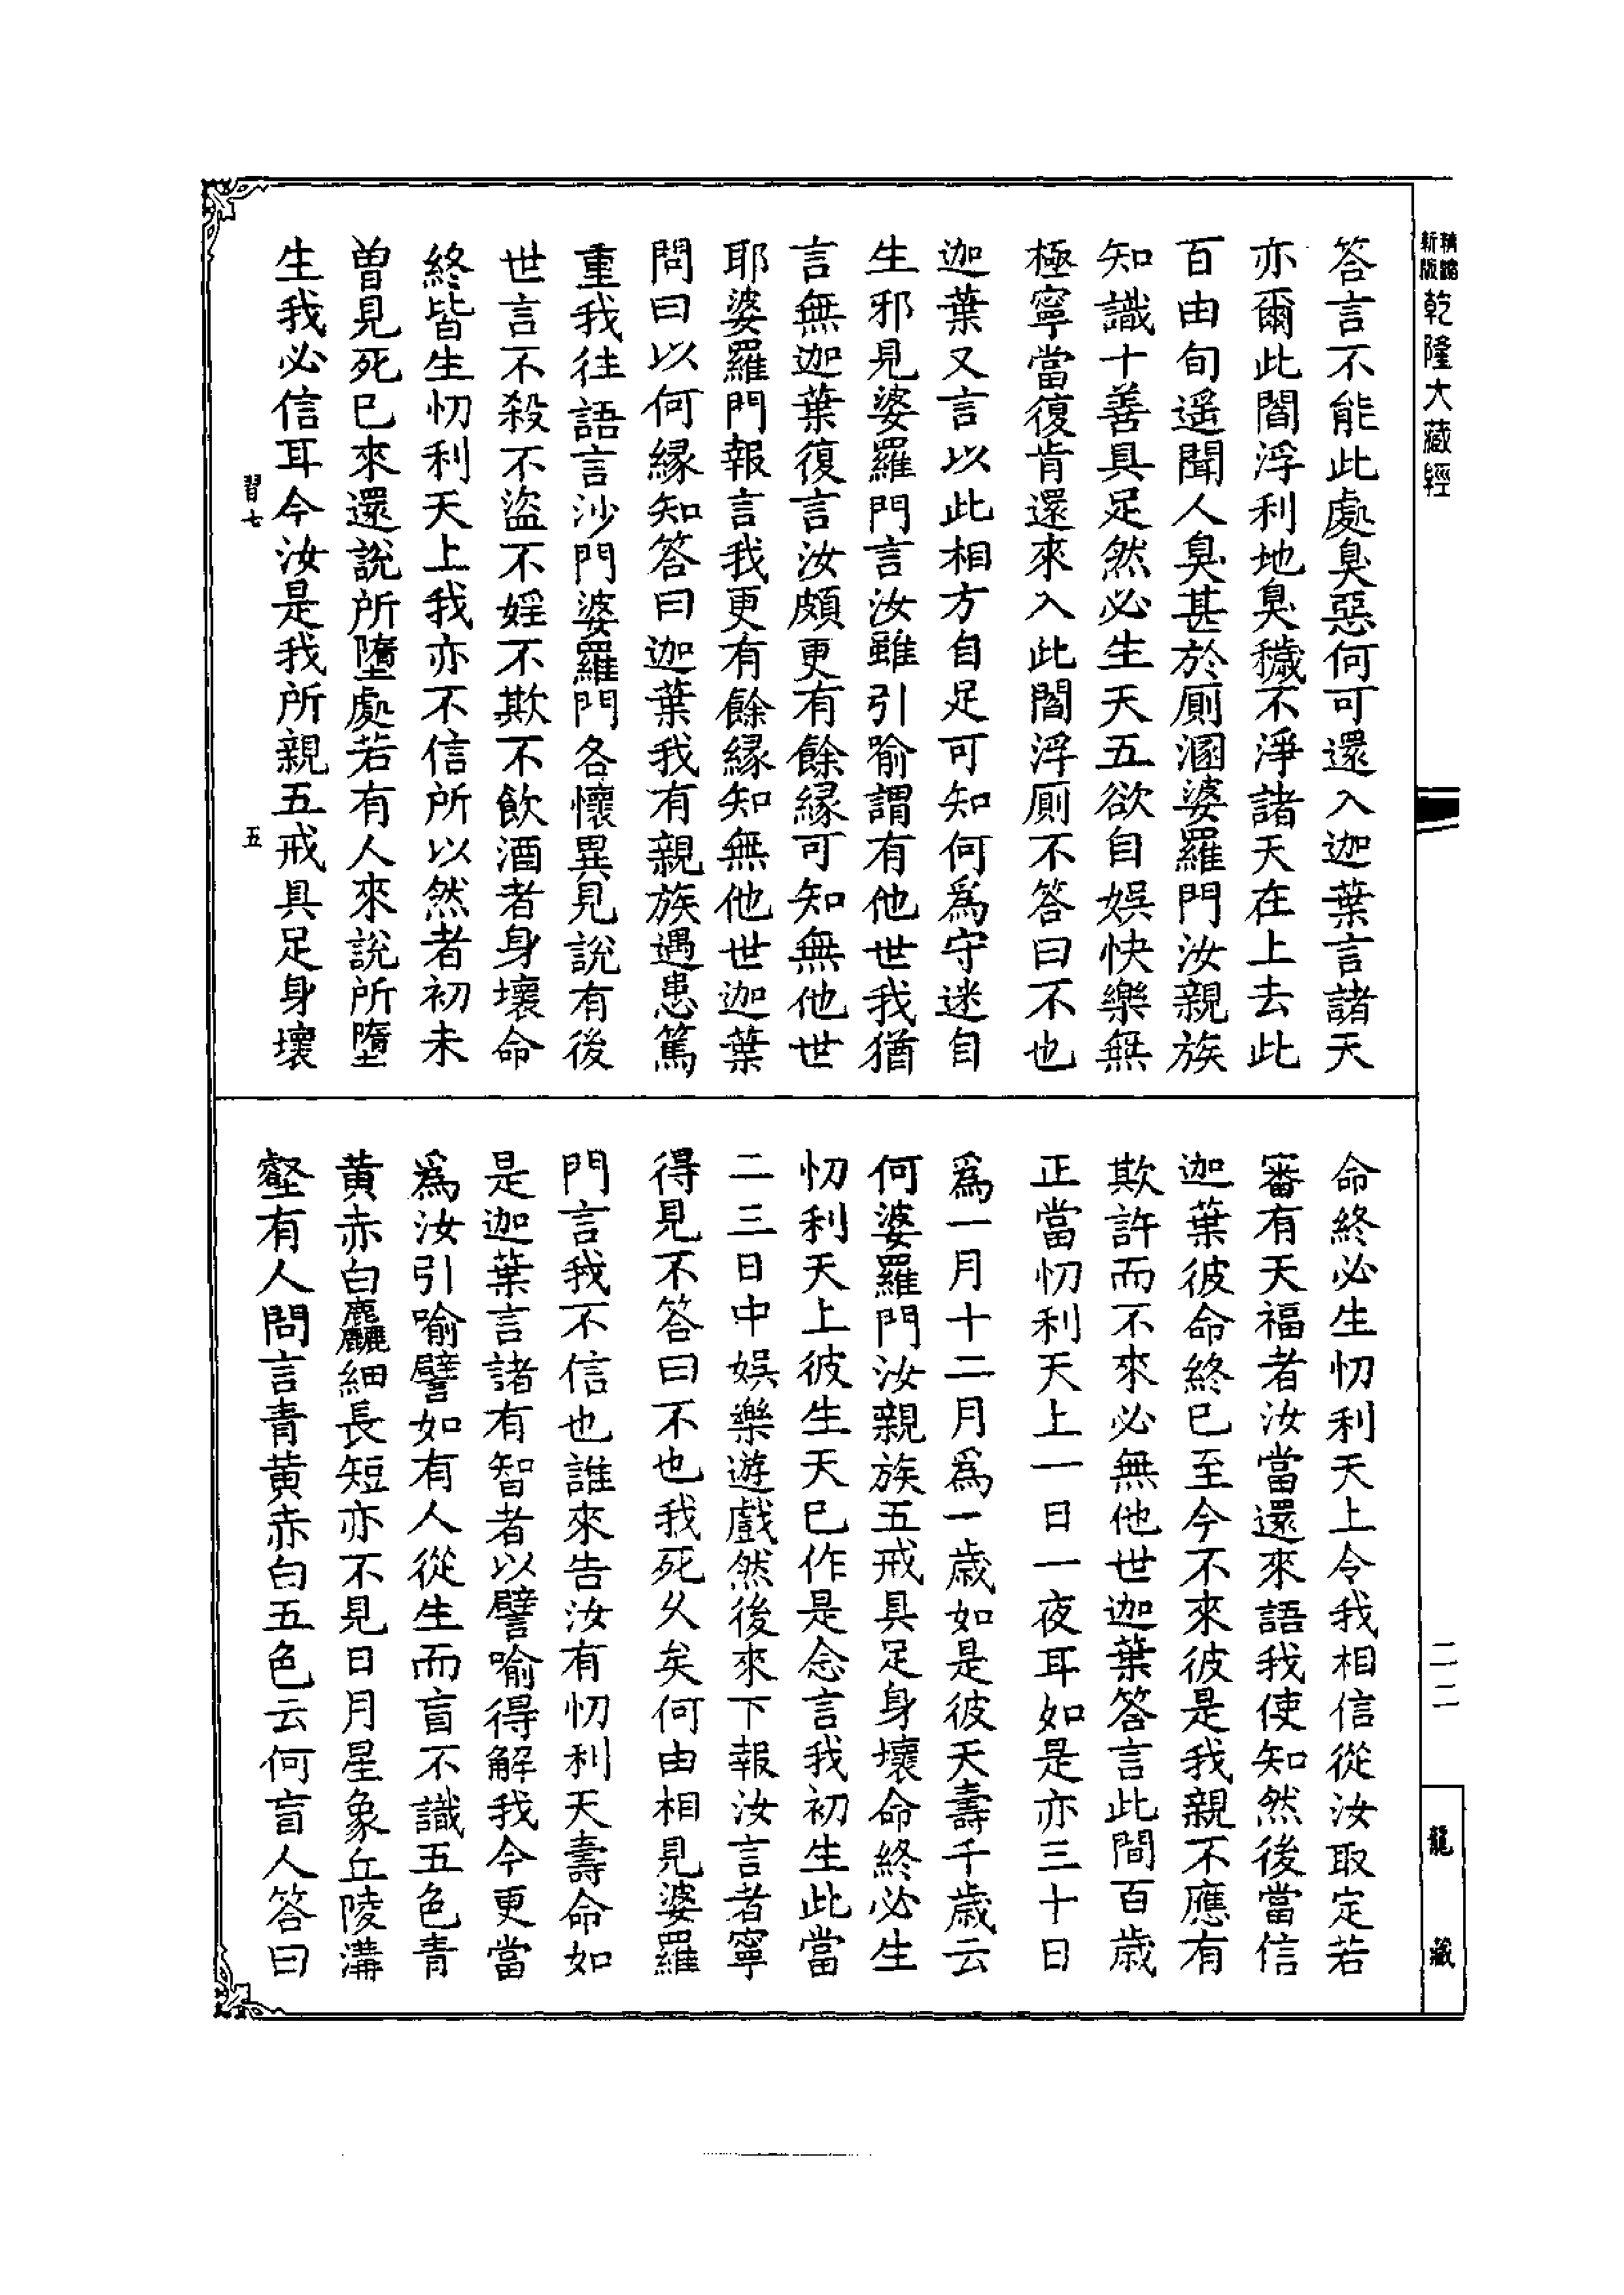 新版精縮乾隆大藏經
答言不能此處臭惡何可還入迦葉言諸天
亦爾此閻浮利地臭穢不淨諸天在上去此
百由旬遥聞人臭甚於廁溷婆羅門汝親族
知識十善具足然必生天五欲自娛快樂無
極寧當復肯還來入此閻浮廁不答曰不也
迦葉又言以此相方自足可知何爲守迷自
生邪見婆羅門言汝雖引喻謂有他世我猶
言無迦葉復言汝頗更有餘緣可知無他世
耶婆羅門報言我更有餘緣知無他世迦葉
問曰以何緣知答曰迦葉我有親族遇患篤
重我往語言沙門婆羅門各懷異見說有後
世言不殺不盜不婬不欺不飲酒者身壞命
終皆生忉利天上我亦不信所以然者初未
曾見死已來還說所墮處若有人來說所墮
生我必信耳今汝是我所親五戒具足身壞
習七
五
命終必生忉利天上令我相信從汝取定若
審有天福者汝當還來語我使知然後當信
迦葉彼命終已至今不來彼是我親不應有
欺許而不來必無他世迦葉答言此間百歲
正當忉利天上一日一夜耳如是亦三十日
爲一月十二月爲一歲如是彼天壽千歲云
何婆羅門汝親族五戒具足身壞命終必生
忉利天上彼生天已作是念言我初生此當
二三日中娛樂遊戲然後來下報汝言者寧
得見不答曰不也我死久矣何由相見婆羅
門言我不信也誰來告汝有忉利天壽命如
是迦葉言諸有智者以譬喻得解我今更當
爲汝引喻譬如有人從生而盲不識五色青
黃赤白麤細長短亦不見日月星象丘陵溝
壑有人問言青黃赤白五色云何盲人答曰
二二
龍藏